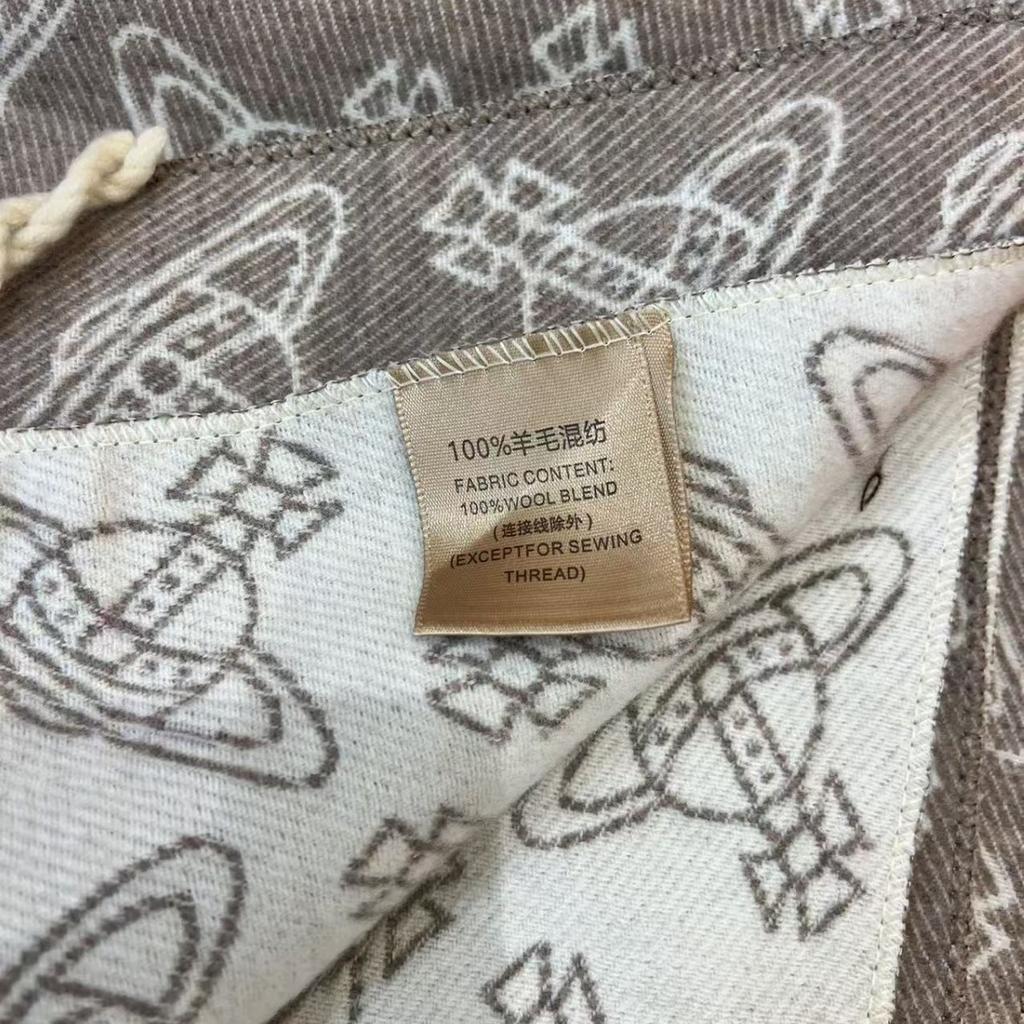 100%羊毛混纺
FABRIC CONTENT:
100%WOOL BLEND
(连接线除外)
(EXCEPTFOR SEWING
THREAD)